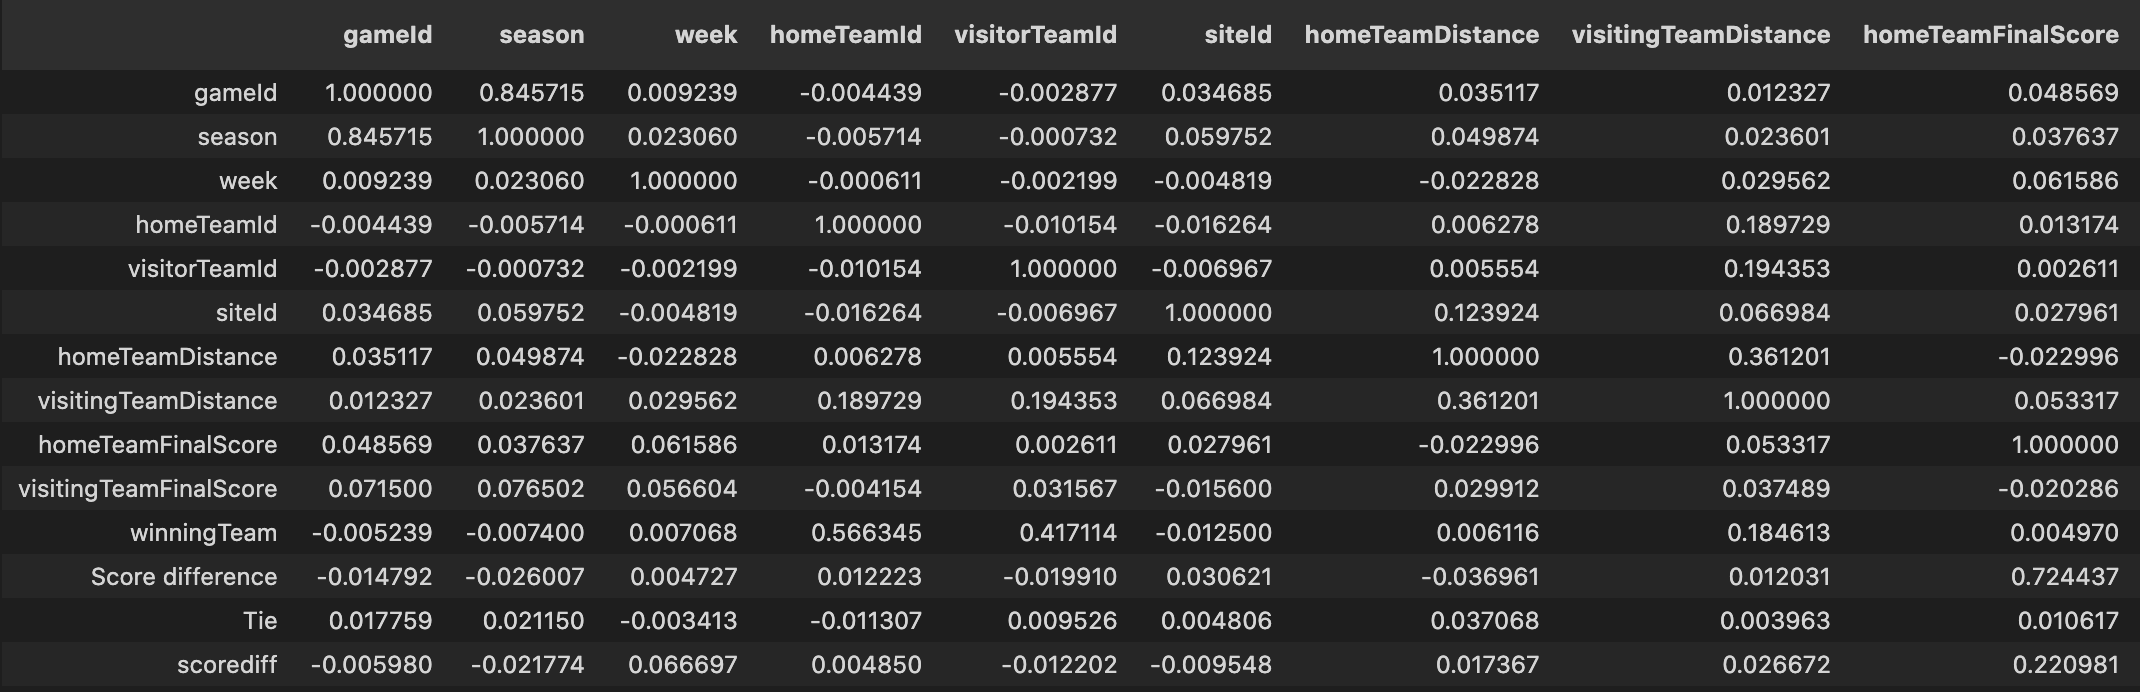 gameId season week homeTeamId visitorTeamId siteId homeTeamDistance visitingTeamDistance homeTeamFinalScore
gameId 1.000000 0.845715 0.009239 -0.004439 -0.002877 0.034685 0.035117 0.012327 0.048569
season 0.845715 1.000000 0.023060 -0.005714 -0.000732 0.059752 0.049874 0.023601 0.037637
week 0.009239 0.023060 1.000000 -0.000611 -0.002199 -0.004819 -0.022828 0.029562 0.061586
homeTeamId -0.004439 -0.005714 -0.000611 1.000000 -0.010154 -0.016264 0.006278 0.189729 0.013174
visitorTeamId -0.002877 -0.000732 -0.002199 -0.010154 1.000000 -0.006967 0.005554 0.194353 0.002611
siteId 0.034685 0.059752 -0.004819 -0.016264 -0.006967 1.000000 0.123924 0.066984 0.027961
homeTeamDistance 0.035117 0.049874 -0.022828 0.006278 0.005554 0.123924 1.000000 0.361201 -0.022996
visitingTeamDistance 0.012327 0.023601 0.029562 0.189729 0.194353 0.066984 0.361201 1.000000 0.053317
homeTeamFinalScore 0.048569 0.037637 0.061586 0.013174 0.002611 0.027961 -0.022996 0.053317 1.000000
visitingTeamFinalScore 0.071500 0.076502 0.056604 -0.004154 0.031567 -0.015600 0.029912 0.037489 -0.020286
winningTeam -0.005239 -0.007400 0.007068 0.566345 0.417114 -0.012500 0.006116 0.184613 0.004970
Score difference -0.014792 -0.026007 0.004727 0.012223 -0.019910 0.030621 -0.036961 0.012031 0.724437
Tie 0.017759 0.021150 -0.003413 -0.011307 0.009526 0.004806 0.037068 0.003963 0.010617
scorediff -0.005980 -0.021774 0.066697 0.004850 -0.012202 -0.009548 0.017367 0.026672 0.220981